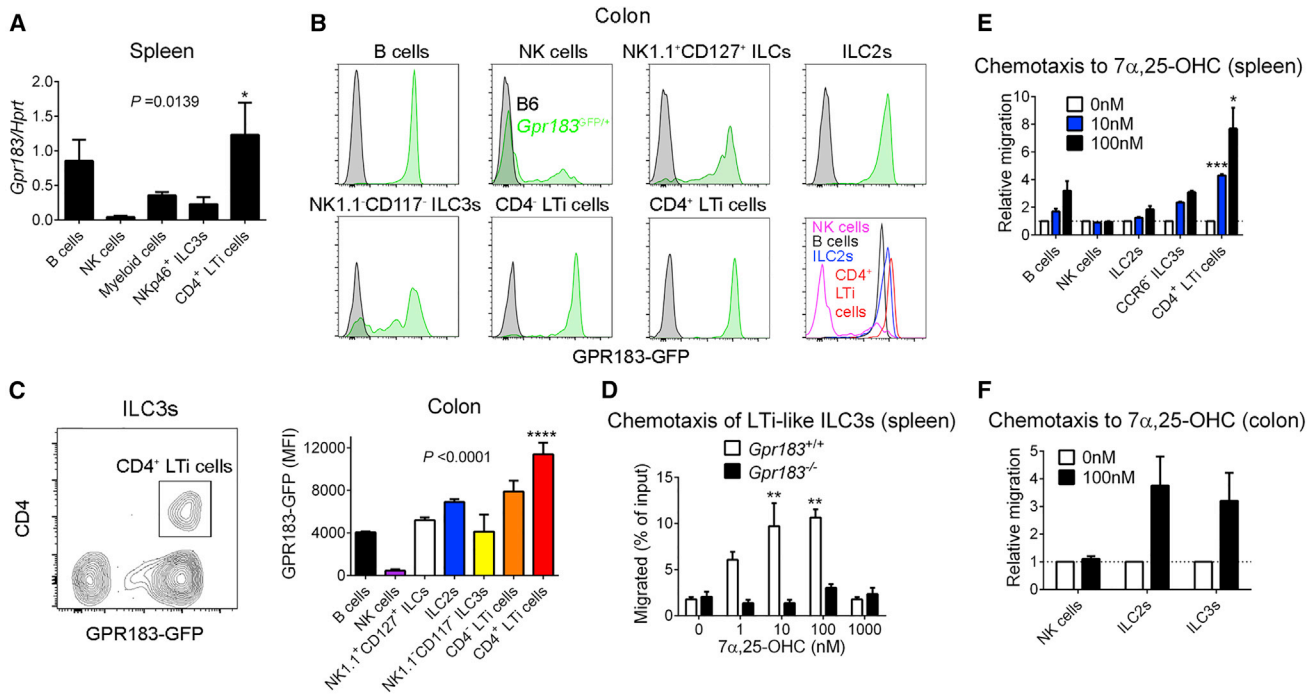 A
Spleen
P =0.0139
*
Gpr183/Hprt
2.0
1.5
1.0
0.5
0.0
B cells
NK cells
Myeloid cells
NKp46⁺ ILC3s
CD4⁺ LTi cells
B
Colon
B cells
NK cells
NK1.1⁺CD127⁺ ILCs
ILC2s
B6
Gpr183ᴳᶠᴾ/⁺
NK1.1⁻CD117⁻ ILC3s
CD4⁻ LTi cells
CD4⁺ LTi cells
NK cells
B cells
ILC2s
CD4⁺
LTi
cells
GPR183-GFP
C
ILC3s
CD4⁺ LTi cells
CD4
GPR183-GFP
Colon
P <0.0001
****
GPR183-GFP (MFI)
12000
8000
4000
0
B cells
NK cells
NK1.1⁺CD127⁺ ILCs
ILC2s
NK1.1⁻CD117⁻ ILC3s
CD4⁻ LTi cells
CD4⁺ LTi cells
D
Chemotaxis of LTi-like ILC3s (spleen)
Gpr183⁺/⁺
Gpr183⁻/⁻
** **
Migrated (% of input)
15
10
5
0
0 1 10 100 1000
7α,25-OHC (nM)
E
Chemotaxis to 7α,25-OHC (spleen)
0nM
10nM
100nM
*
***
Relative migration
10
8
6
4
2
0
B cells
NK cells
ILC2s
CCR6⁻ ILC3s
CD4⁺ LTi cells
F
Chemotaxis to 7α,25-OHC (colon)
0nM
100nM
Relative migration
5
4
3
2
1
0
NK cells
ILC2s
ILC3s